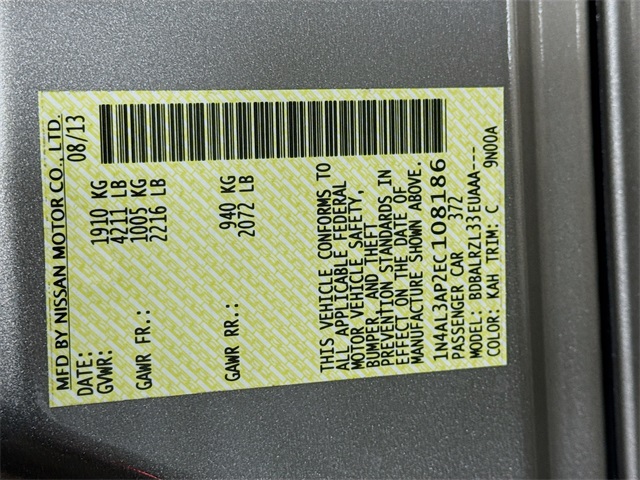 MFD BY NISSAN MOTOR CO., LTD.
DATE: 08/13
GVWR: 1910 KG
4211 LB
GAWR FR.: 1005 KG
2216 LB
GAWR RR.: 940 KG
2072 LB
THIS VEHICLE CONFORMS TO
ALL APPLICABLE FEDERAL
MOTOR VEHICLE SAFETY,
BUMPER, AND THEFT
PREVENTION STANDARDS IN
EFFECT ON THE DATE OF
MANUFACTURE SHOWN ABOVE.
1N4AL3AP2EC108186
PASSENGER CAR 372
MODEL: BDBALRZL33EUAAA---
COLOR: KAH TRIM: C 9N00A